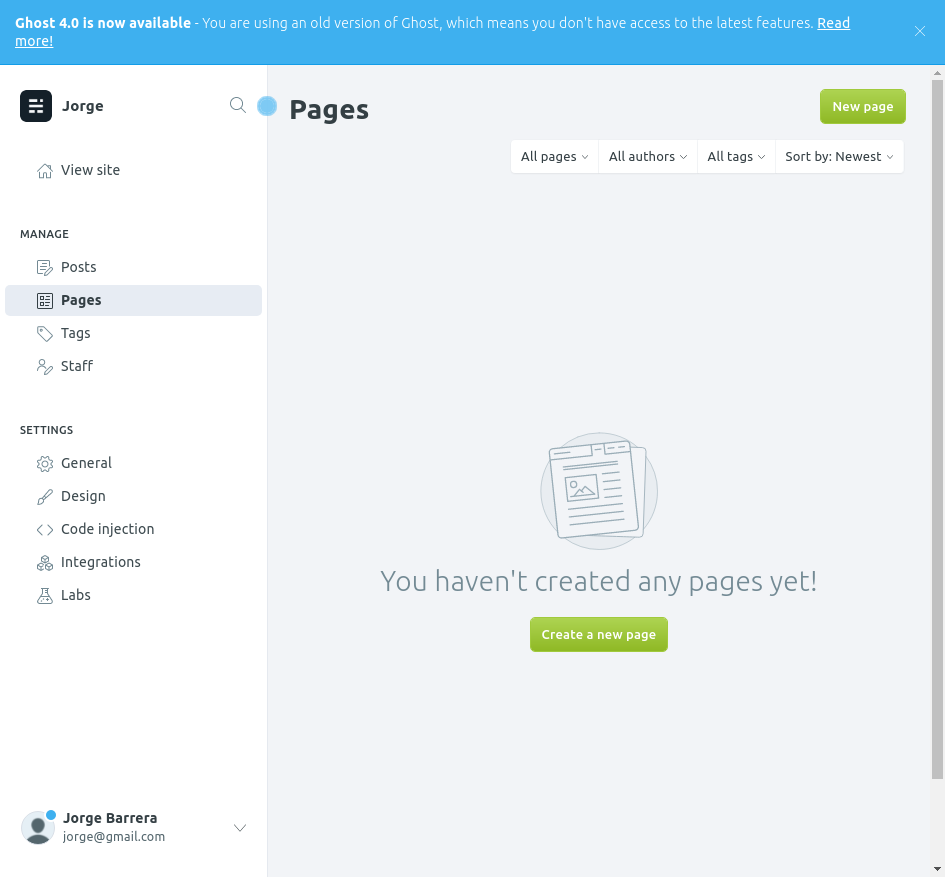 Ghost 4.0 is now available - You are using an old version of Ghost, which means you don't have access to the latest features. Read
more!
Jorge
Pages
New page
View site
All pages
All authors
All tags
Sort by: Newest
MANAGE
Posts
Pages
Tags
Staff
SETTINGS
General
Design
Code injection
Integrations
Labs
You haven't created any pages yet!
Create a new page
Jorge Barrera
jorge@gmail.com